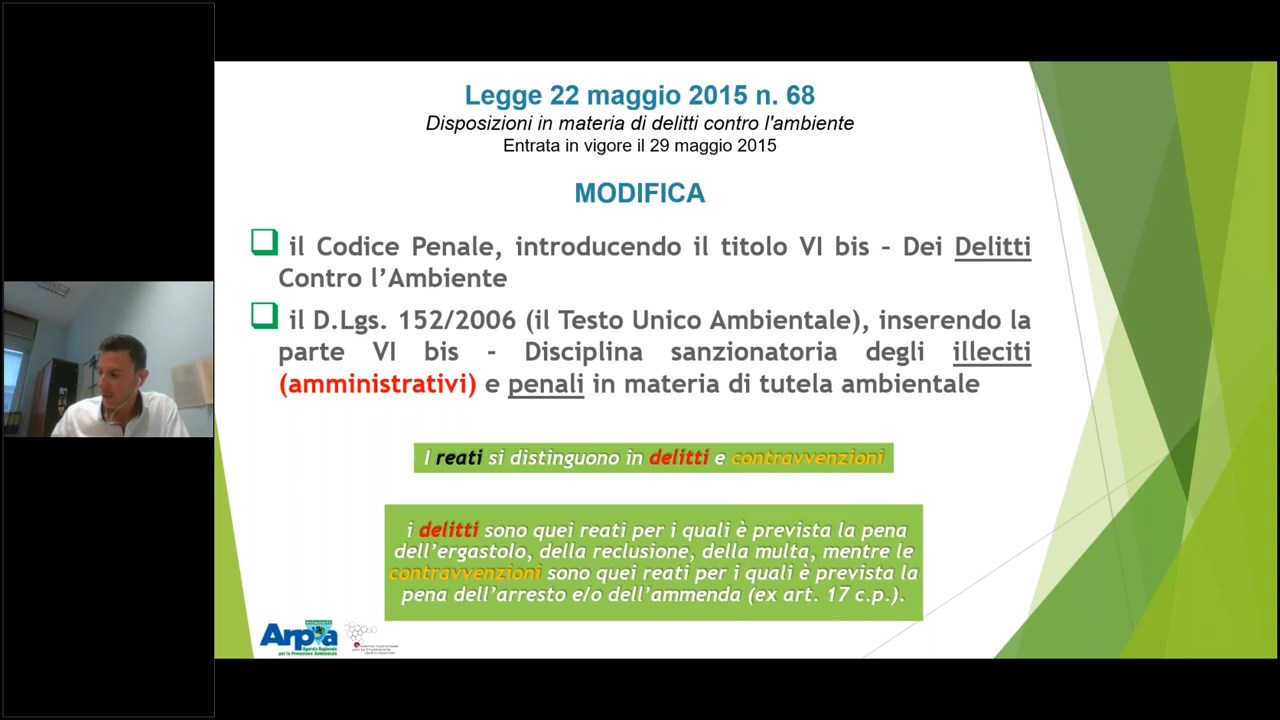 Legge 22 maggio 2015 n. 68
Disposizioni in materia di delitti contro l'ambiente
Entrata in vigore il 29 maggio 2015
MODIFICA
il Codice Penale, introducendo il titolo VI bis – Dei Delitti
Contro l’Ambiente
il D.Lgs. 152/2006 (il Testo Unico Ambientale), inserendo la
parte VI bis - Disciplina sanzionatoria degli illeciti
(amministrativi) e penali in materia di tutela ambientale
I reati si distinguono in delitti e contravvenzioni
i delitti sono quei reati per i quali è prevista la pena
dell’ergastolo, della reclusione, della multa, mentre le
contravvenzioni sono quei reati per i quali è prevista la
pena dell’arresto e/o dell’ammenda (ex art. 17 c.p.).
Arpa